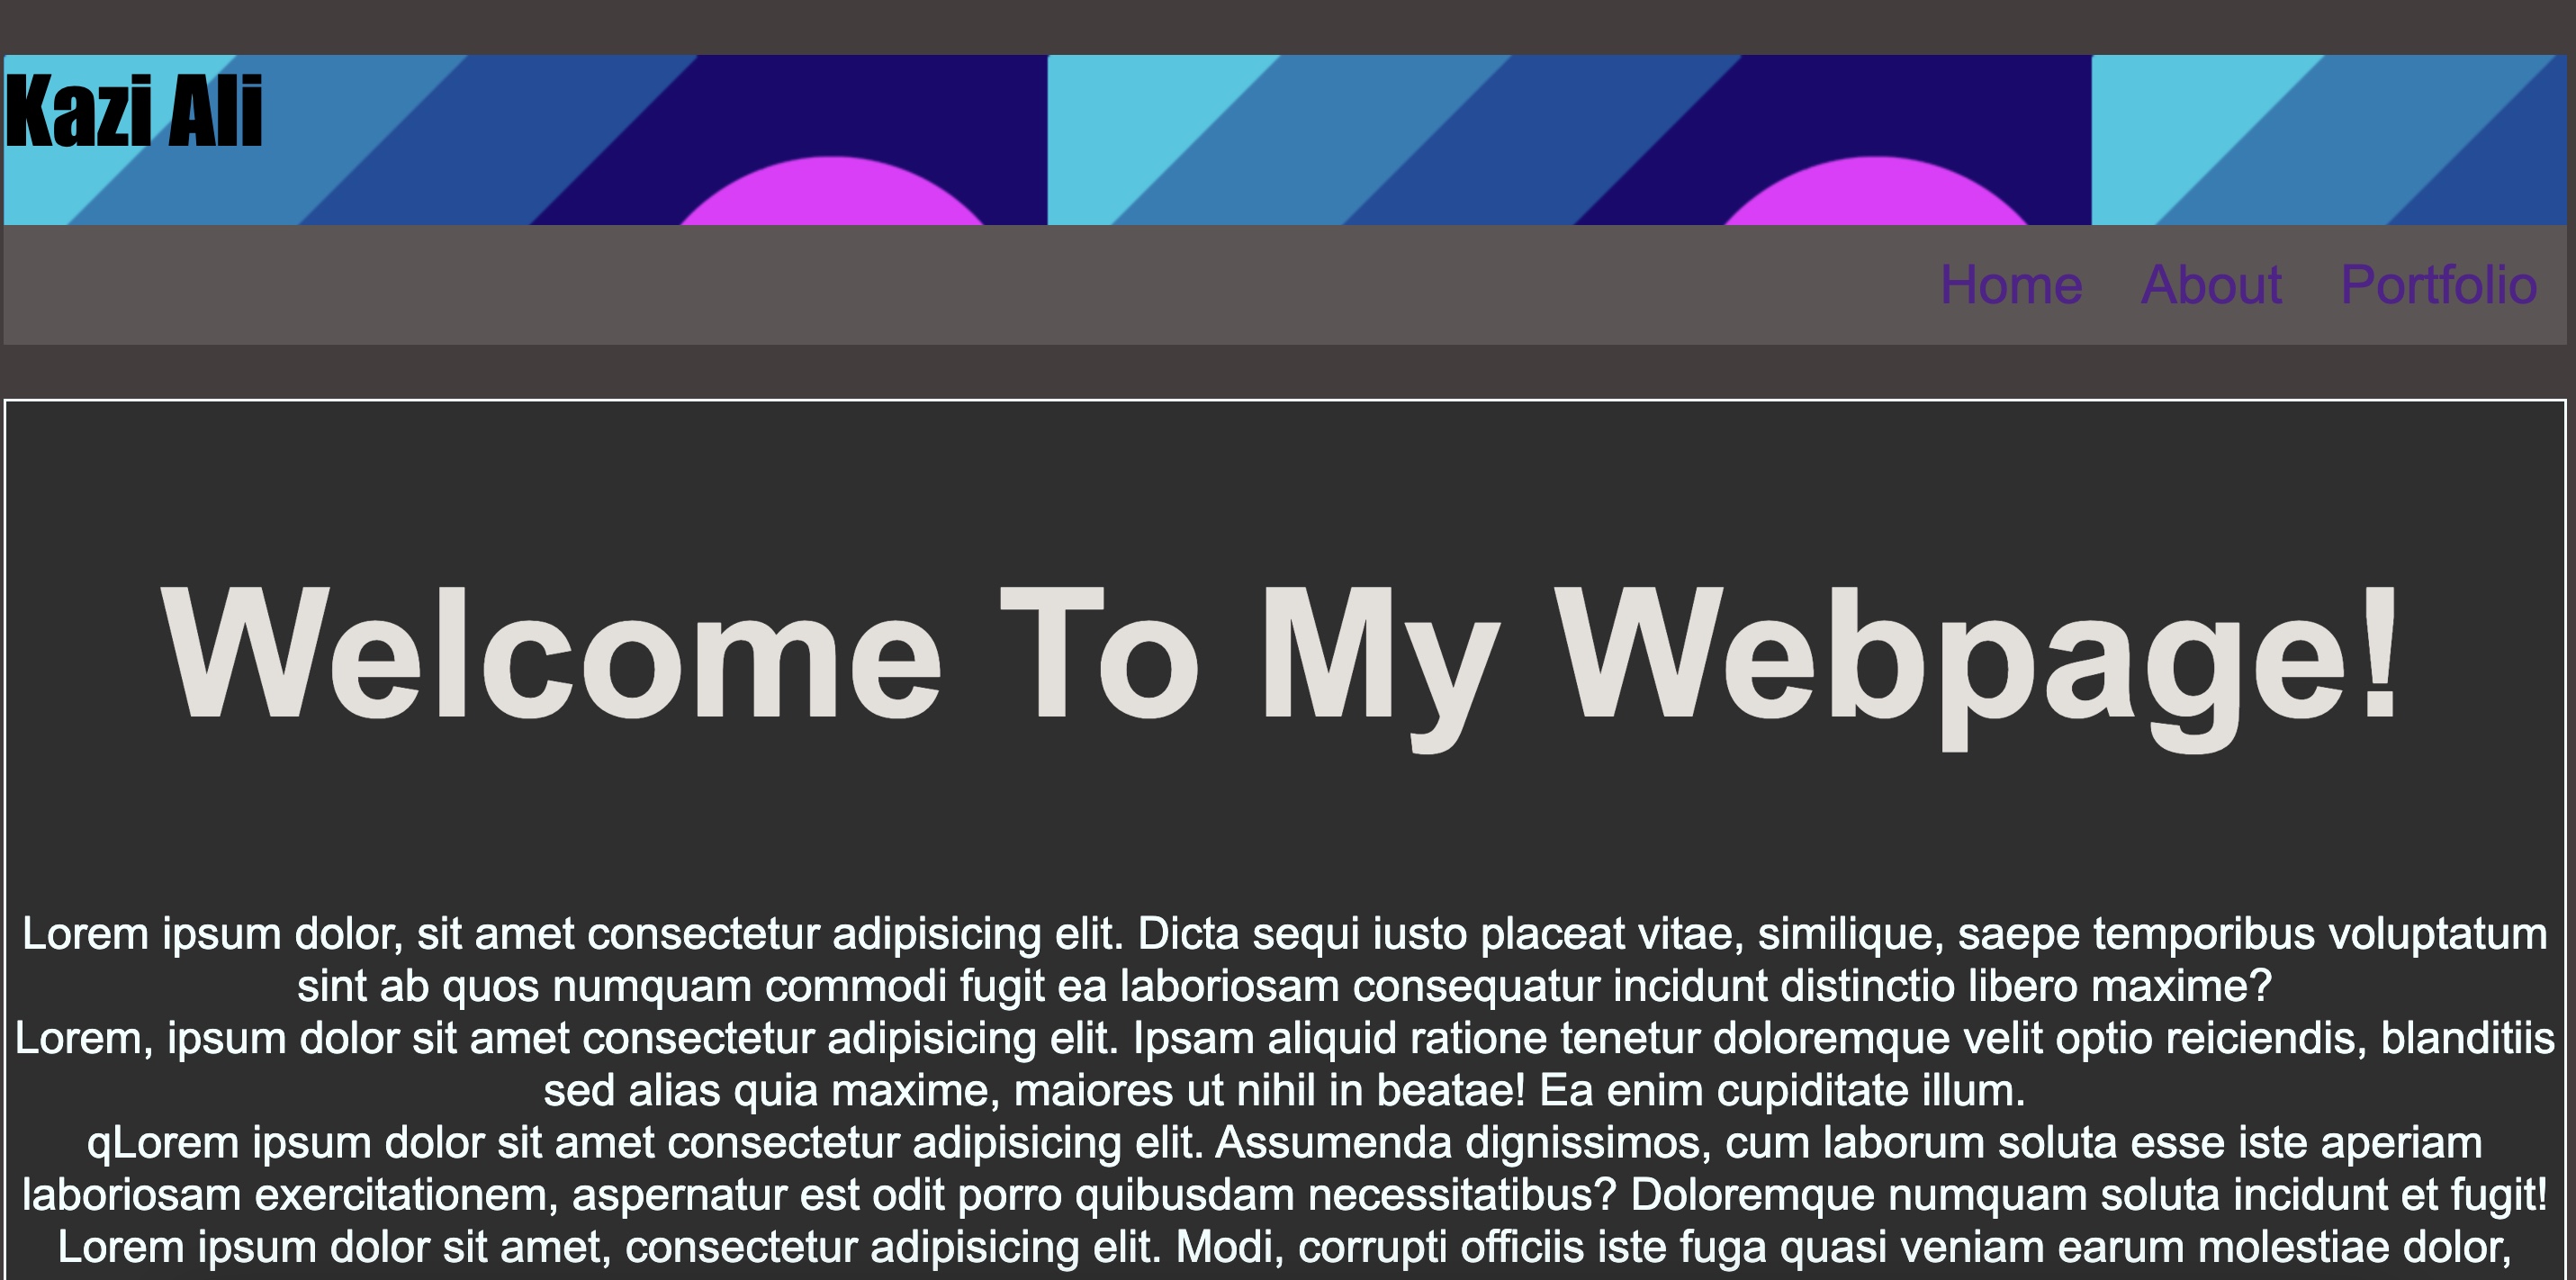 Kazi Ali
Home About Portfolio
Welcome To My Webpage!
Lorem ipsum dolor, sit amet consectetur adipisicing elit. Dicta sequi iusto placeat vitae, similique, saepe temporibus voluptatum
sint ab quos numquam commodi fugit ea laboriosam consequatur incidunt distinctio libero maxime?
Lorem, ipsum dolor sit amet consectetur adipisicing elit. Ipsam aliquid ratione tenetur doloremque velit optio reiciendis, blanditiis
sed alias quia maxime, maiores ut nihil in beatae! Ea enim cupiditate illum.
qLorem ipsum dolor sit amet consectetur adipisicing elit. Assumenda dignissimos, cum laborum soluta esse iste aperiam
laboriosam exercitationem, aspernatur est odit porro quibusdam necessitatibus? Doloremque numquam soluta incidunt et fugit!
Lorem ipsum dolor sit amet, consectetur adipisicing elit. Modi, corrupti officiis iste fuga quasi veniam earum molestiae dolor,